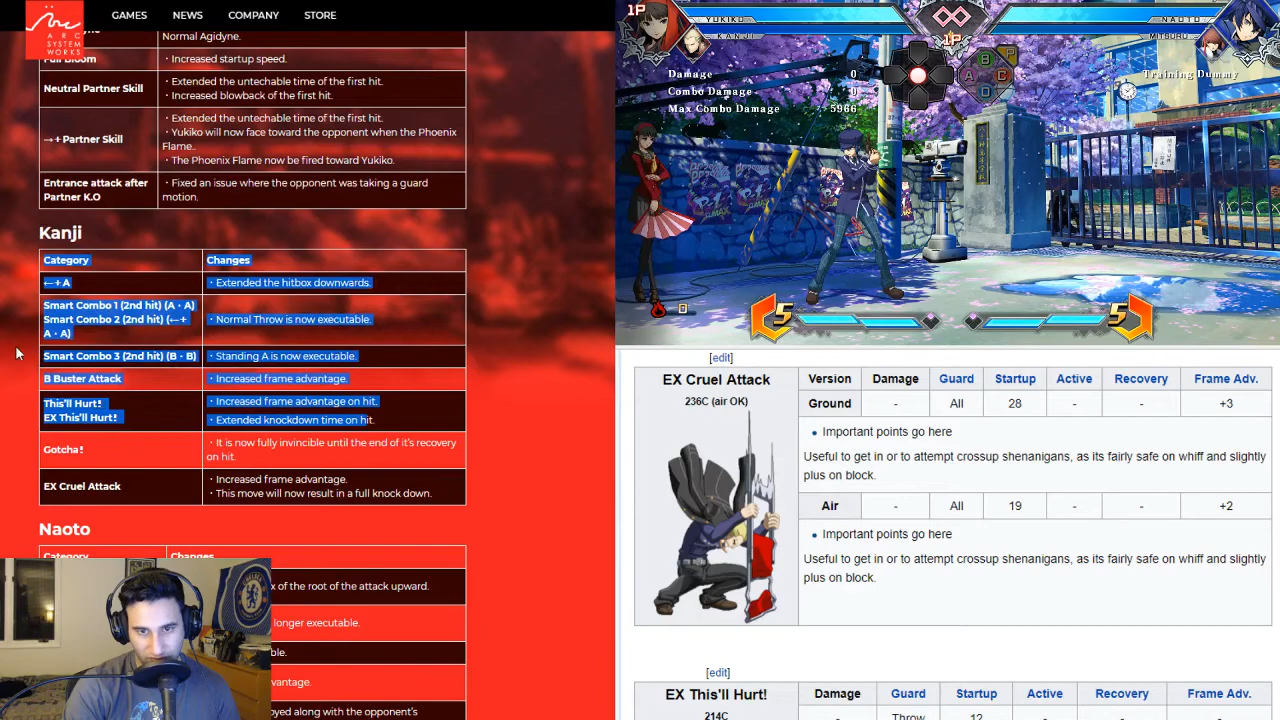 GAMES NEWS COMPANY STORE
ARC
SYSTEM
WORKS
Normal Agidyne.
Full Bloom
・Increased startup speed.
Neutral Partner Skill
・Extended the untechable time of the first hit.
・Increased blowback of the first hit.
→+Partner Skill
・Extended the untechable time of the first hit.
・Yukiko will now face toward the opponent when the Phoenix
Flame..
・The Phoenix Flame now be fired toward Yukiko.
Entrance attack after
Partner K.O
・Fixed an issue where the opponent was taking a guard
motion.
Kanji
Category Changes
←+A
・Extended the hitbox downwards.
Smart Combo 1 (2nd hit) (A・A)
Smart Combo 2 (2nd hit) (←+
A・A)
・Normal Throw is now executable.
Smart Combo 3 (2nd hit) (B・B)
・Standing A is now executable.
B Buster Attack
・Increased frame advantage.
This'll Hurt!
EX This'll Hurt!
・Increased frame advantage on hit.
・Extended knockdown time on hit.
Gotcha!
・It is now fully invincible until the end of it's recovery
on hit.
EX Cruel Attack
・Increased frame advantage.
・This move will now result in a full knock down.
Naoto
Category Changes
x of the root of the attack upward.
longer executable.
ble.
vantage.
oyed along with the opponent's
CHELSEA
1P
YUKIKO
KANJI
1P
NAOTO
MITSURU
Damage 0
Combo Damage 0
Max Combo Damage 5966
Training Dummy
A B C D P
5 5
[edit]
EX Cruel Attack
236C (air OK)
Version Damage Guard Startup Active Recovery Frame Adv.
Ground - All 28 - - +3
• Important points go here
Useful to get in or to attempt crossup shenanigans, as its fairly safe on whiff and slightly
plus on block.
Air - All 19 - - +2
• Important points go here
Useful to get in or to attempt crossup shenanigans, as its fairly safe on whiff and slightly
plus on block.
[edit]
EX This'll Hurt!
214C
Damage Guard Startup Active Recovery Frame Adv.
- Throw 12 - - -